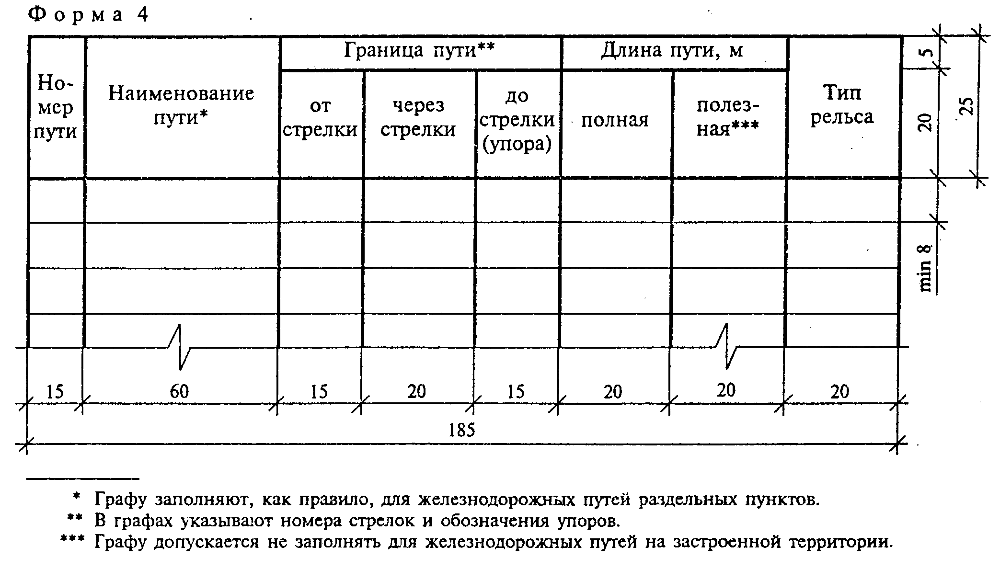 Форма 4
Но-
мер
пути
Наименование
пути*
Граница пути**
от
стрелки
через
стрелки
до
стрелки
(упора)
Длина пути, м
полная
полез-
ная***
Тип
рельса
5
20
25
min 8
15 60 15 20 15 20 20 20
185
* Графу заполняют, как правило, для железнодорожных путей раздельных пунктов.
** В графах указывают номера стрелок и обозначения упоров.
*** Графу допускается не заполнять для железнодорожных путей на застроенной территории.